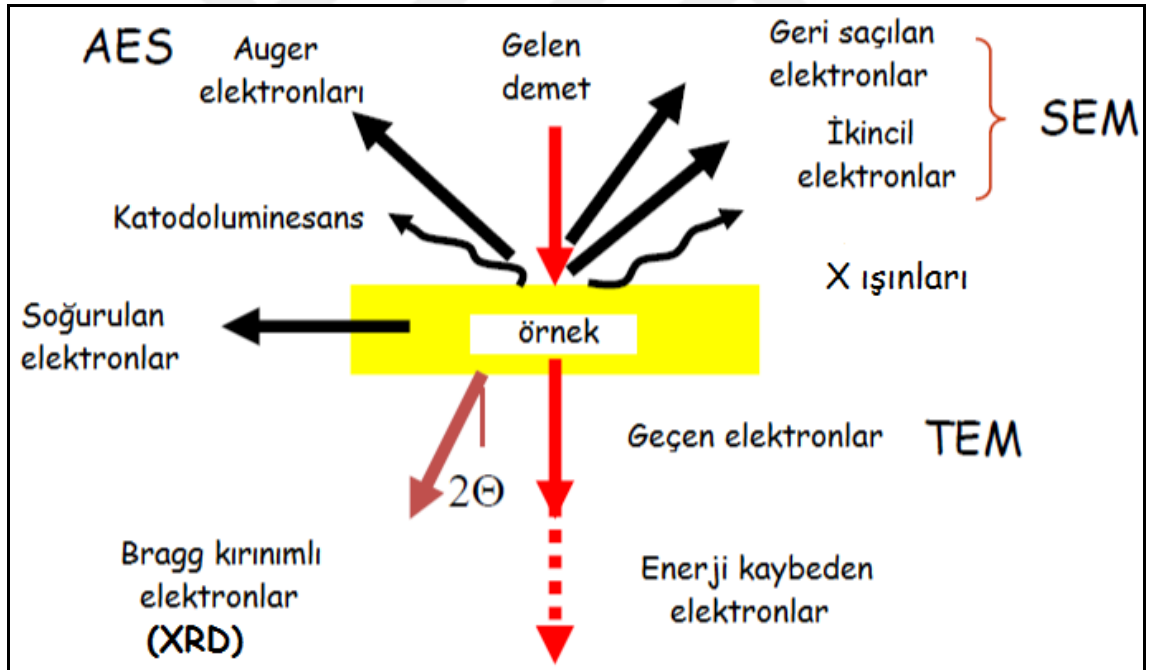 AES
Auger
elektronları
Gelen
demet
Geri saçılan
elektronlar
İkincil
elektronlar
SEM
Katodoluminesans
X ışınları
Soğurulan
elektronlar
örnek
Geçen elektronlar
TEM
2Θ
Bragg kırınımlı
elektronlar
(XRD)
Enerji kaybeden
elektronlar